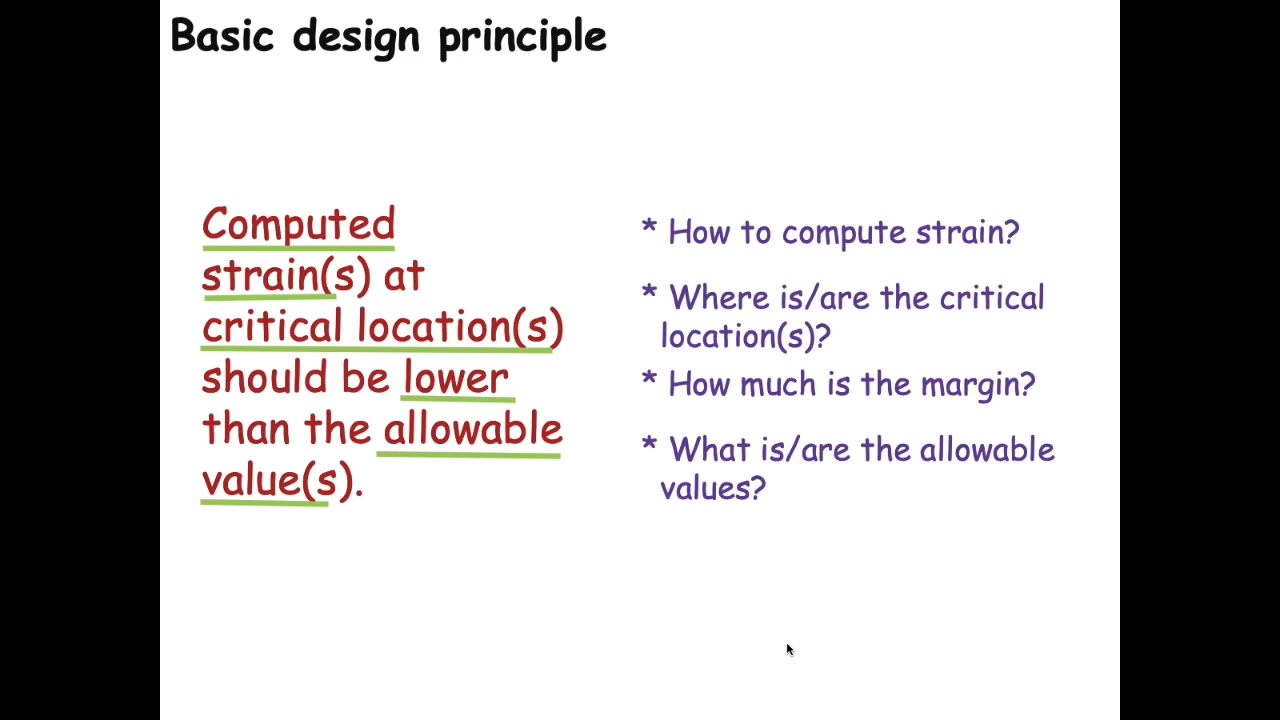 Basic design principle
Computed
strain(s) at
critical location(s)
should be lower
than the allowable
value(s).
* How to compute strain?
* Where is/are the critical
location(s)?
* How much is the margin?
* What is/are the allowable
values?